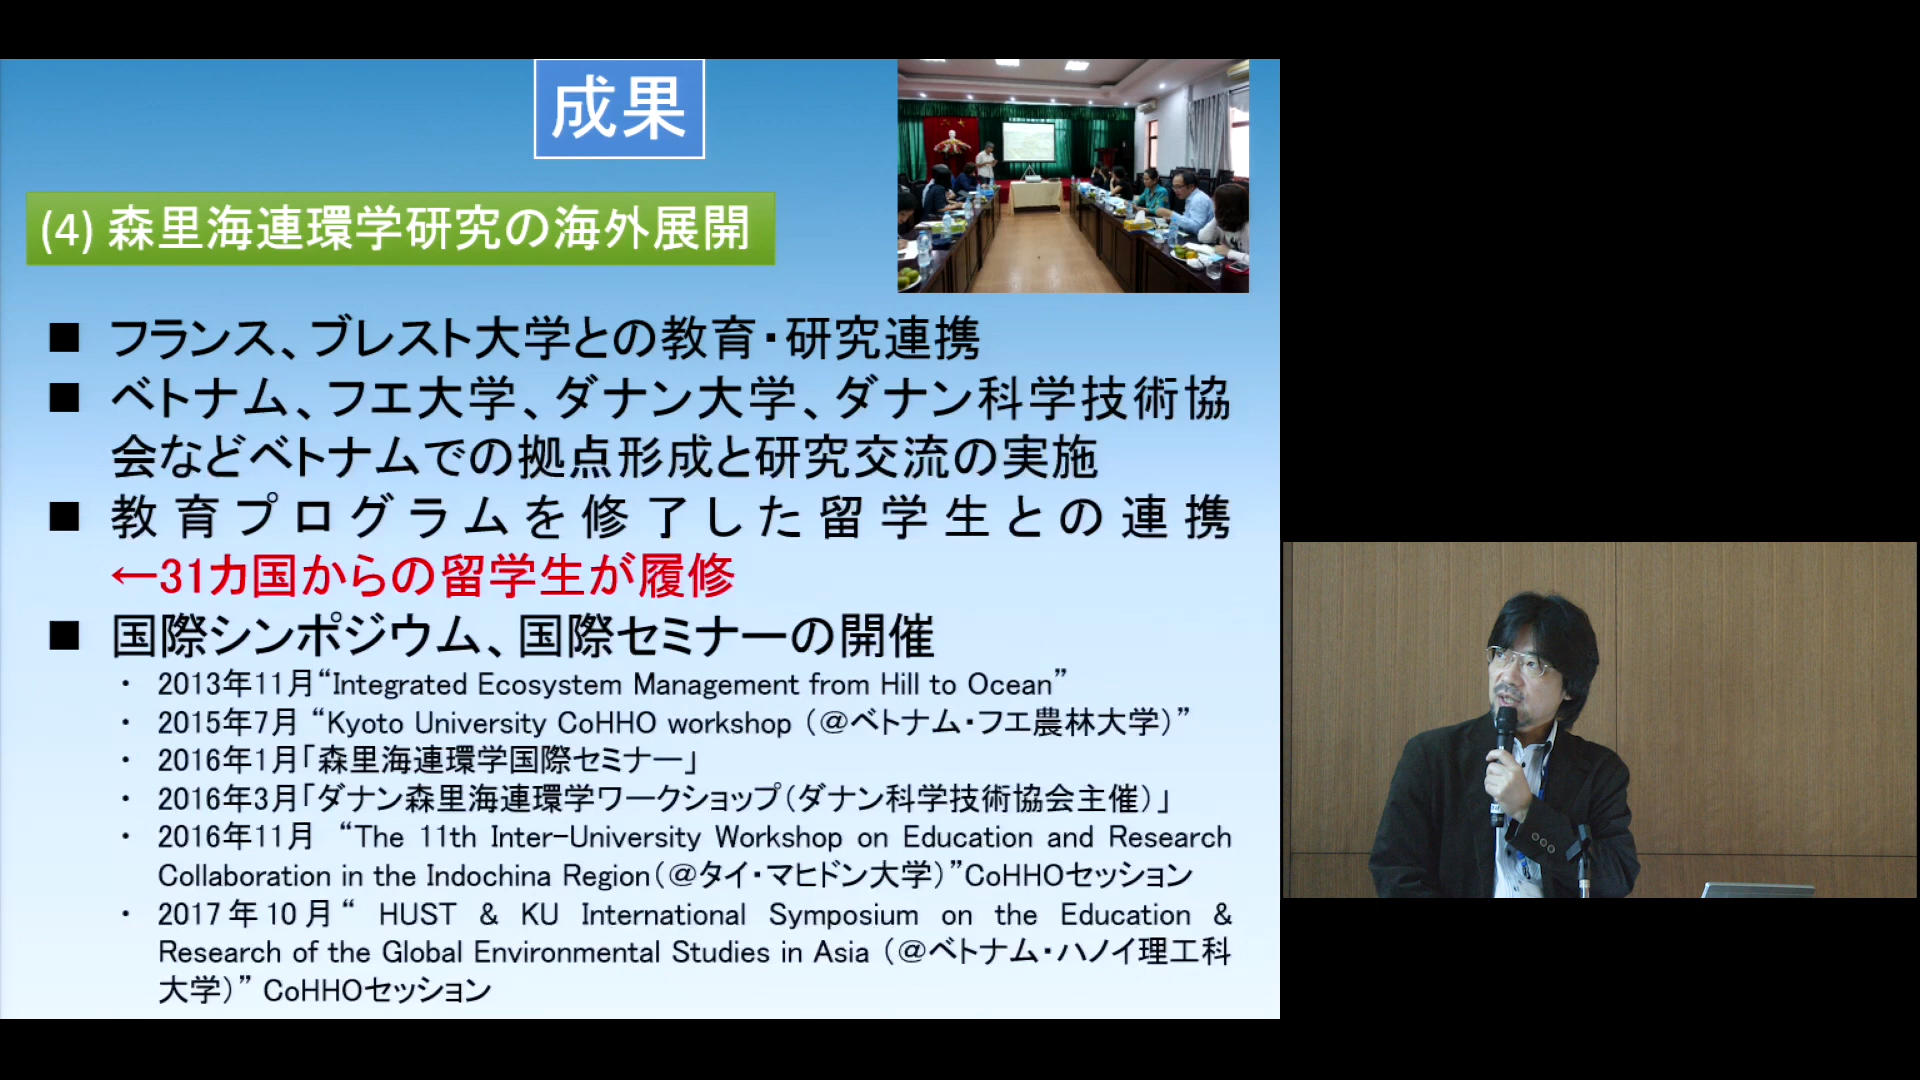 成果
(4) 森里海連環学研究の海外展開
■ フランス、ブレスト大学との教育・研究連携
■ ベトナム、フエ大学、ダナン大学、ダナン科学技術協
会などベトナムでの拠点形成と研究交流の実施
■ 教育プログラムを修了した留学生との連携
←31カ国からの留学生が履修
■ 国際シンポジウム、国際セミナーの開催
・ 2013年11月“Integrated Ecosystem Management from Hill to Ocean”
・ 2015年7月 “Kyoto University CoHHO workshop（＠ベトナム・フエ農林大学）”
・ 2016年1月「森里海連環学国際セミナー」
・ 2016年3月「ダナン森里海連環学ワークショップ（ダナン科学技術協会主催）」
・ 2016年11月 “The 11th Inter-University Workshop on Education and Research
Collaboration in the Indochina Region（＠タイ・マヒドン大学）”CoHHOセッション
・ 2017年10月“ HUST & KU International Symposium on the Education &
Research of the Global Environmental Studies in Asia（＠ベトナム・ハノイ理工科
大学）” CoHHOセッション